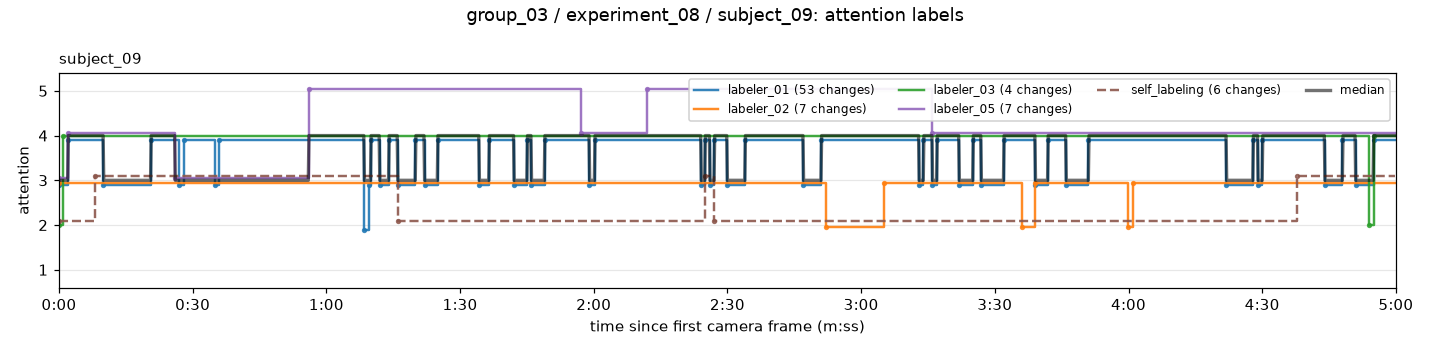 group_03 / experiment_08 / subject_09: attention labels
subject_09
labeler_01 (53 changes)
labeler_02 (7 changes)
labeler_03 (4 changes)
labeler_05 (7 changes)
self_labeling (6 changes)
median
attention
5
4
3
2
1
0:00 0:30 1:00 1:30 2:00 2:30 3:00 3:30 4:00 4:30 5:00
time since first camera frame (m:ss)